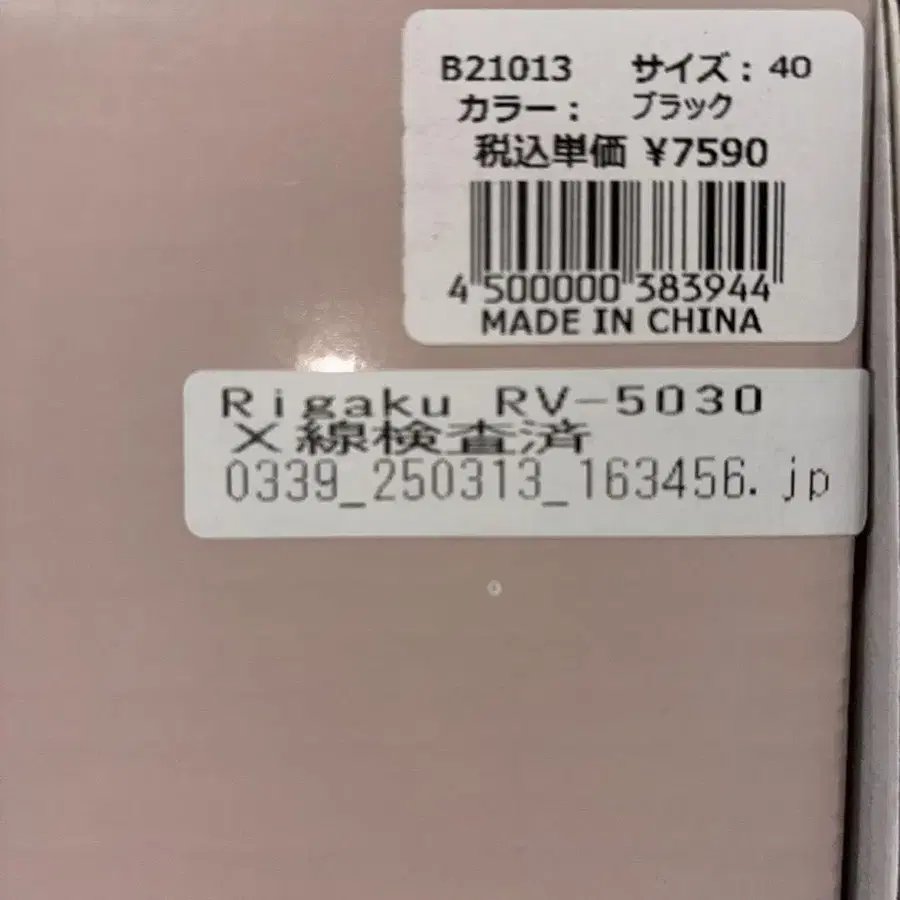 B21013 サイズ: 40
カラー: ブラック
税込単価 ¥7590
4 500000 383944
MADE IN CHINA
Rigaku RV-5030
X線検査済
0339_250313_163456.jp